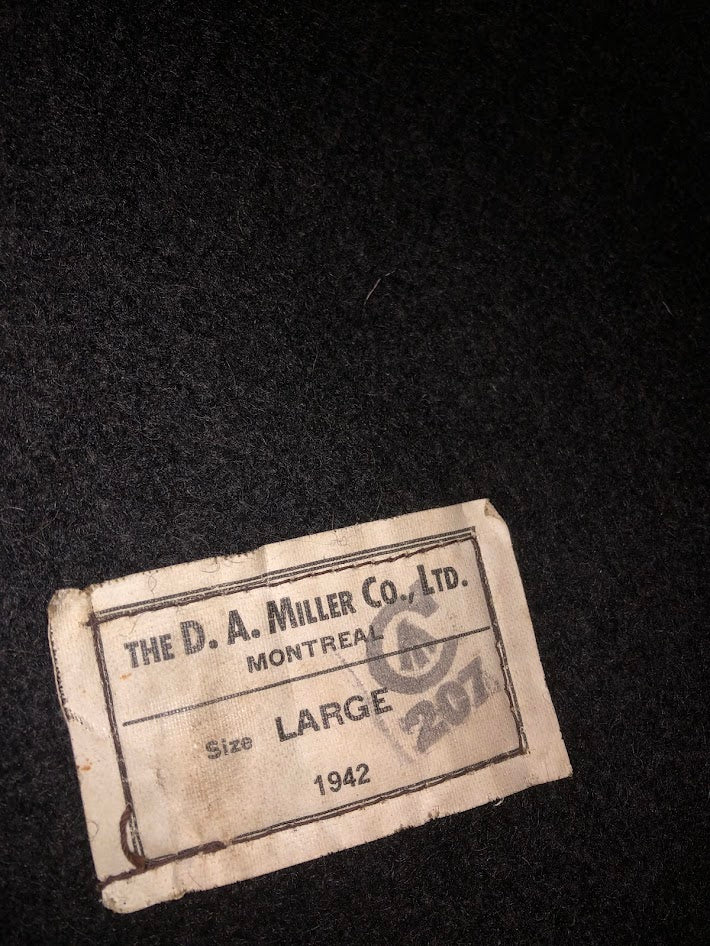 THE D. A. MILLER CO., LTD.
MONTREAL
Size LARGE
1942
C
207